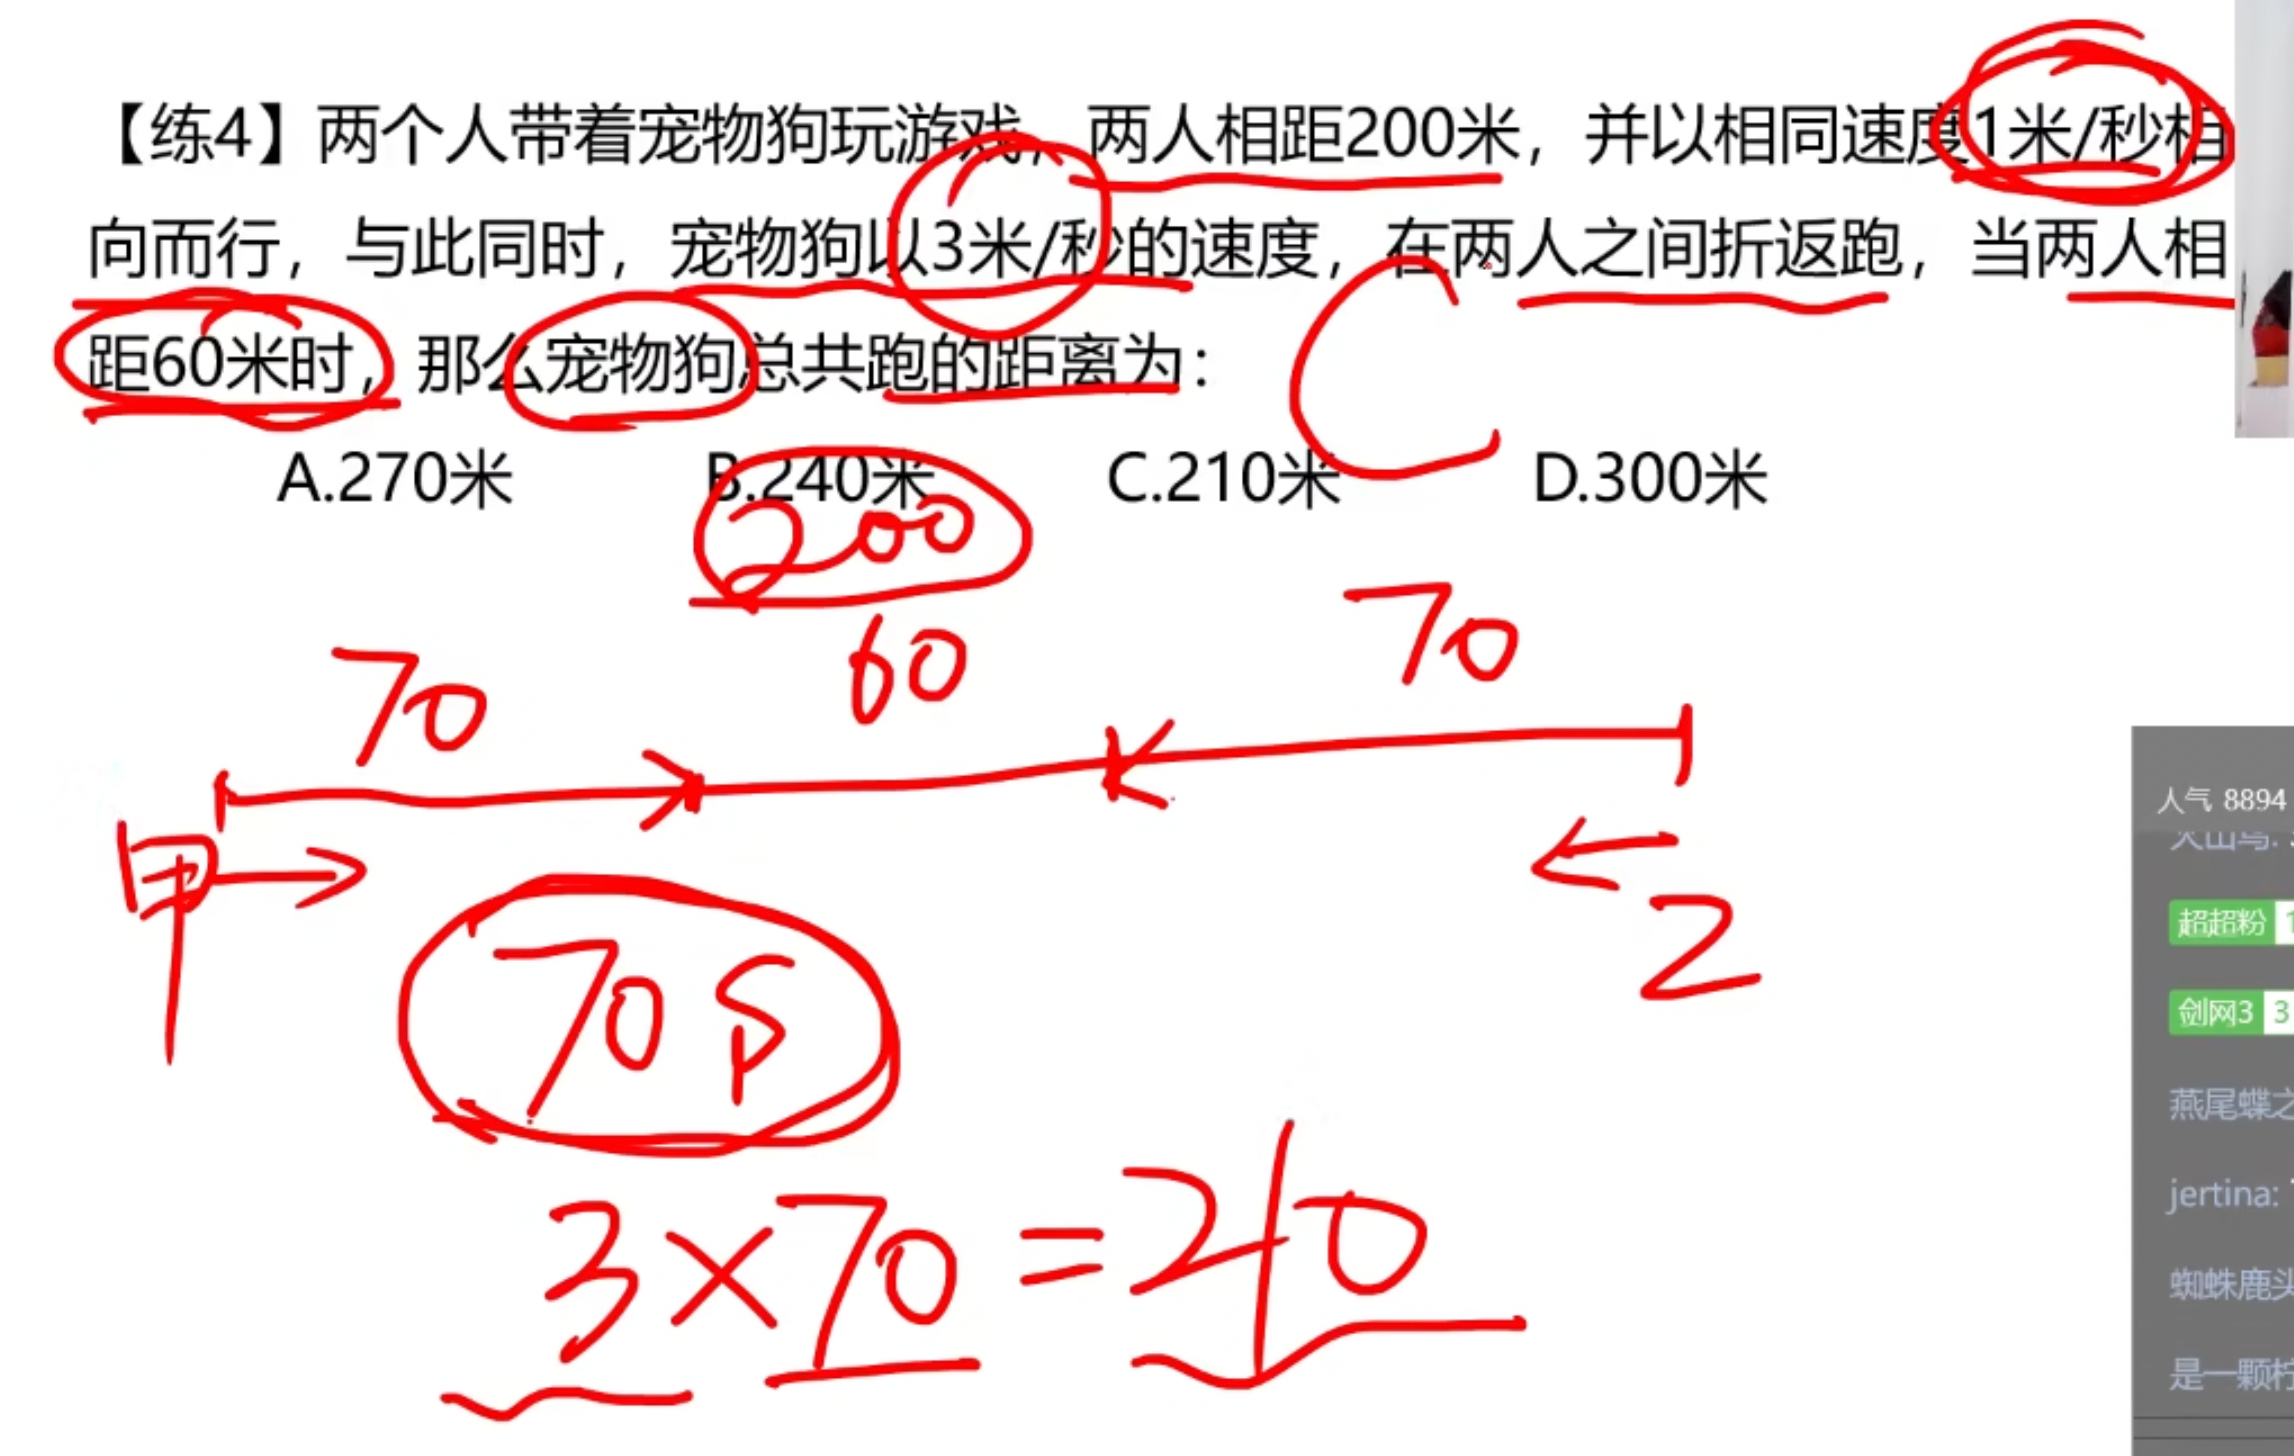 【练4】两个人带着宠物狗玩游戏，两人相距200米，并以相同速度1米/秒相
向而行，与此同时，宠物狗以3米/秒的速度，在两人之间折返跑，当两人相
距60米时，那么宠物狗总共跑的距离为：
C
A.270米 B.240米 C.210米 D.300米
200
70 60 70
甲 乙
70s
3×70=210
人气 8894
超超粉 1
剑网3 3
燕尾蝶之
jertina:
蜘蛛鹿头
是一颗柠